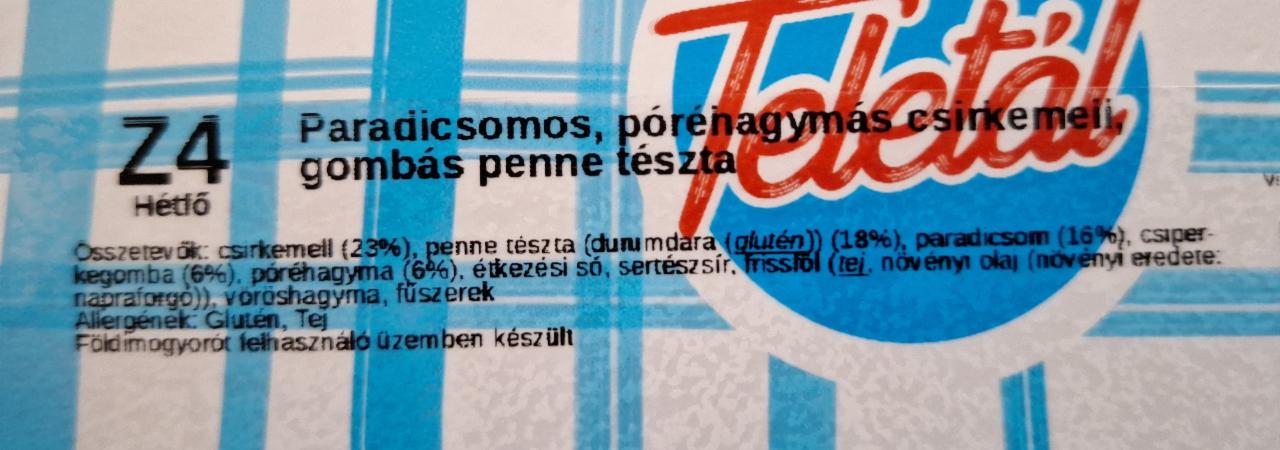 Teletál
Z4
Hétfő
Paradicsomos, póréhagymás csirkemell,
gombás penne tészta
Összetevők: csirkemell (23%), penne tészta (durumdara (glutén)) (18%), paradicsom (16%), csiper-
kegomba (6%), póréhagyma (6%), étkezési só, sertészsír, frissföl (tej, növényi olaj (növényi eredete:
napraforgó)), vöröshagyma, fűszerek
Allergének: Glutén, Tej
Földimogyorót felhasználó üzemben készült